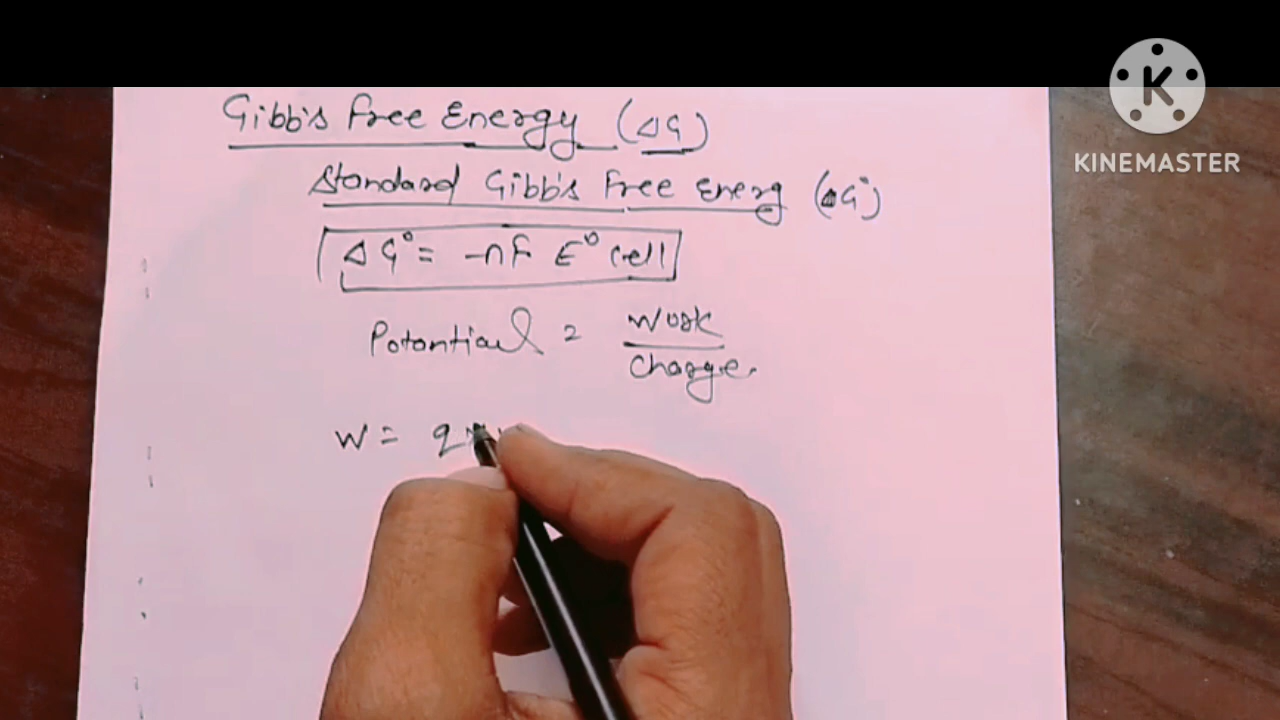 KINEMASTER
Gibb's Free Energy (ΔG)
Standard Gibb's Free Energ (ΔG°)
ΔG° = -nF E° cell
Potential = Work
Charge.
W = q